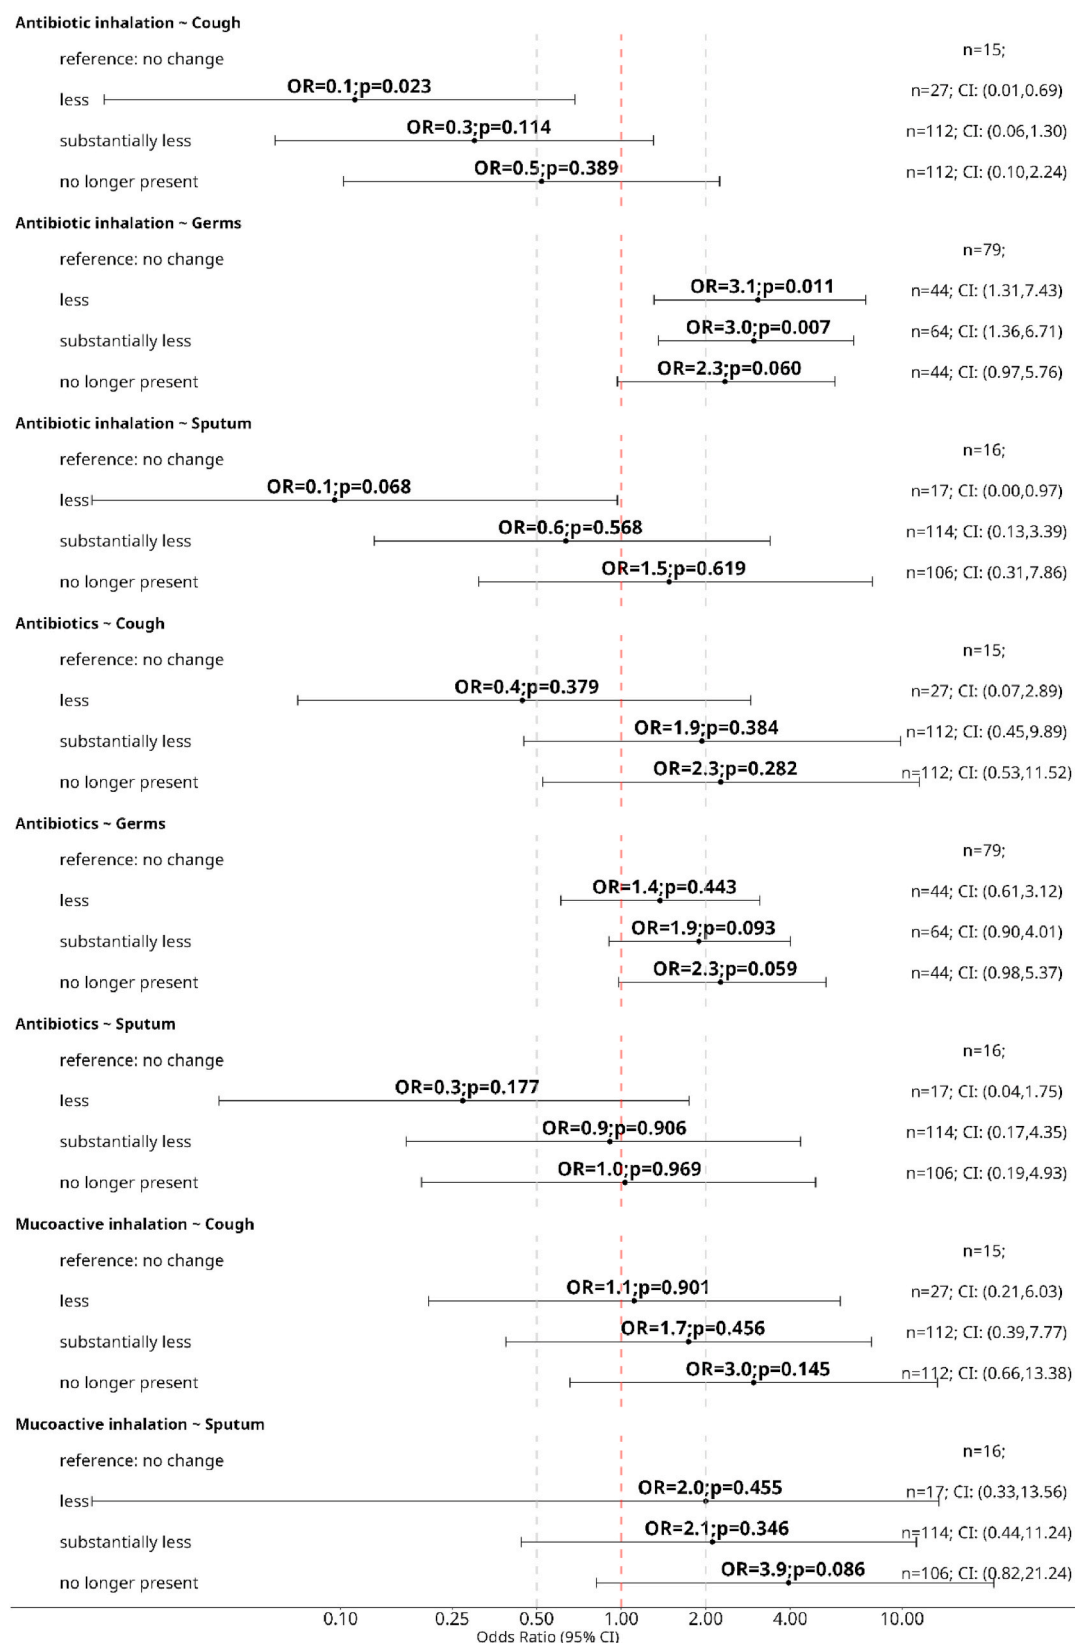 Antibiotic inhalation ~ Cough
reference: no change n=15;
less OR=0.1;p=0.023 n=27; CI: (0.01,0.69)
substantially less OR=0.3;p=0.114 n=112; CI: (0.06,1.30)
no longer present OR=0.5;p=0.389 n=112; CI: (0.10,2.24)
Antibiotic inhalation ~ Germs
reference: no change n=79;
less OR=3.1;p=0.011 n=44; CI: (1.31,7.43)
substantially less OR=3.0;p=0.007 n=64; CI: (1.36,6.71)
no longer present OR=2.3;p=0.060 n=44; CI: (0.97,5.76)
Antibiotic inhalation ~ Sputum
reference: no change n=16;
less OR=0.1;p=0.068 n=17; CI: (0.00,0.97)
substantially less OR=0.6;p=0.568 n=114; CI: (0.13,3.39)
no longer present OR=1.5;p=0.619 n=106; CI: (0.31,7.86)
Antibiotics ~ Cough
reference: no change n=15;
less OR=0.4;p=0.379 n=27; CI: (0.07,2.89)
substantially less OR=1.9;p=0.384 n=112; CI: (0.45,9.89)
no longer present OR=2.3;p=0.282 n=112; CI: (0.53,11.52)
Antibiotics ~ Germs
reference: no change n=79;
less OR=1.4;p=0.443 n=44; CI: (0.61,3.12)
substantially less OR=1.9;p=0.093 n=64; CI: (0.90,4.01)
no longer present OR=2.3;p=0.059 n=44; CI: (0.98,5.37)
Antibiotics ~ Sputum
reference: no change n=16;
less OR=0.3;p=0.177 n=17; CI: (0.04,1.75)
substantially less OR=0.9;p=0.906 n=114; CI: (0.17,4.35)
no longer present OR=1.0;p=0.969 n=106; CI: (0.19,4.93)
Mucoactive inhalation ~ Cough
reference: no change n=15;
less OR=1.1;p=0.901 n=27; CI: (0.21,6.03)
substantially less OR=1.7;p=0.456 n=112; CI: (0.39,7.77)
no longer present OR=3.0;p=0.145 n=112; CI: (0.66,13.38)
Mucoactive inhalation ~ Sputum
reference: no change n=16;
less OR=2.0;p=0.455 n=17; CI: (0.33,13.56)
substantially less OR=2.1;p=0.346 n=114; CI: (0.44,11.24)
no longer present OR=3.9;p=0.086 n=106; CI: (0.82,21.24)
0.10 0.25 0.50 1.00 2.00 4.00 10.00
Odds Ratio (95% CI)